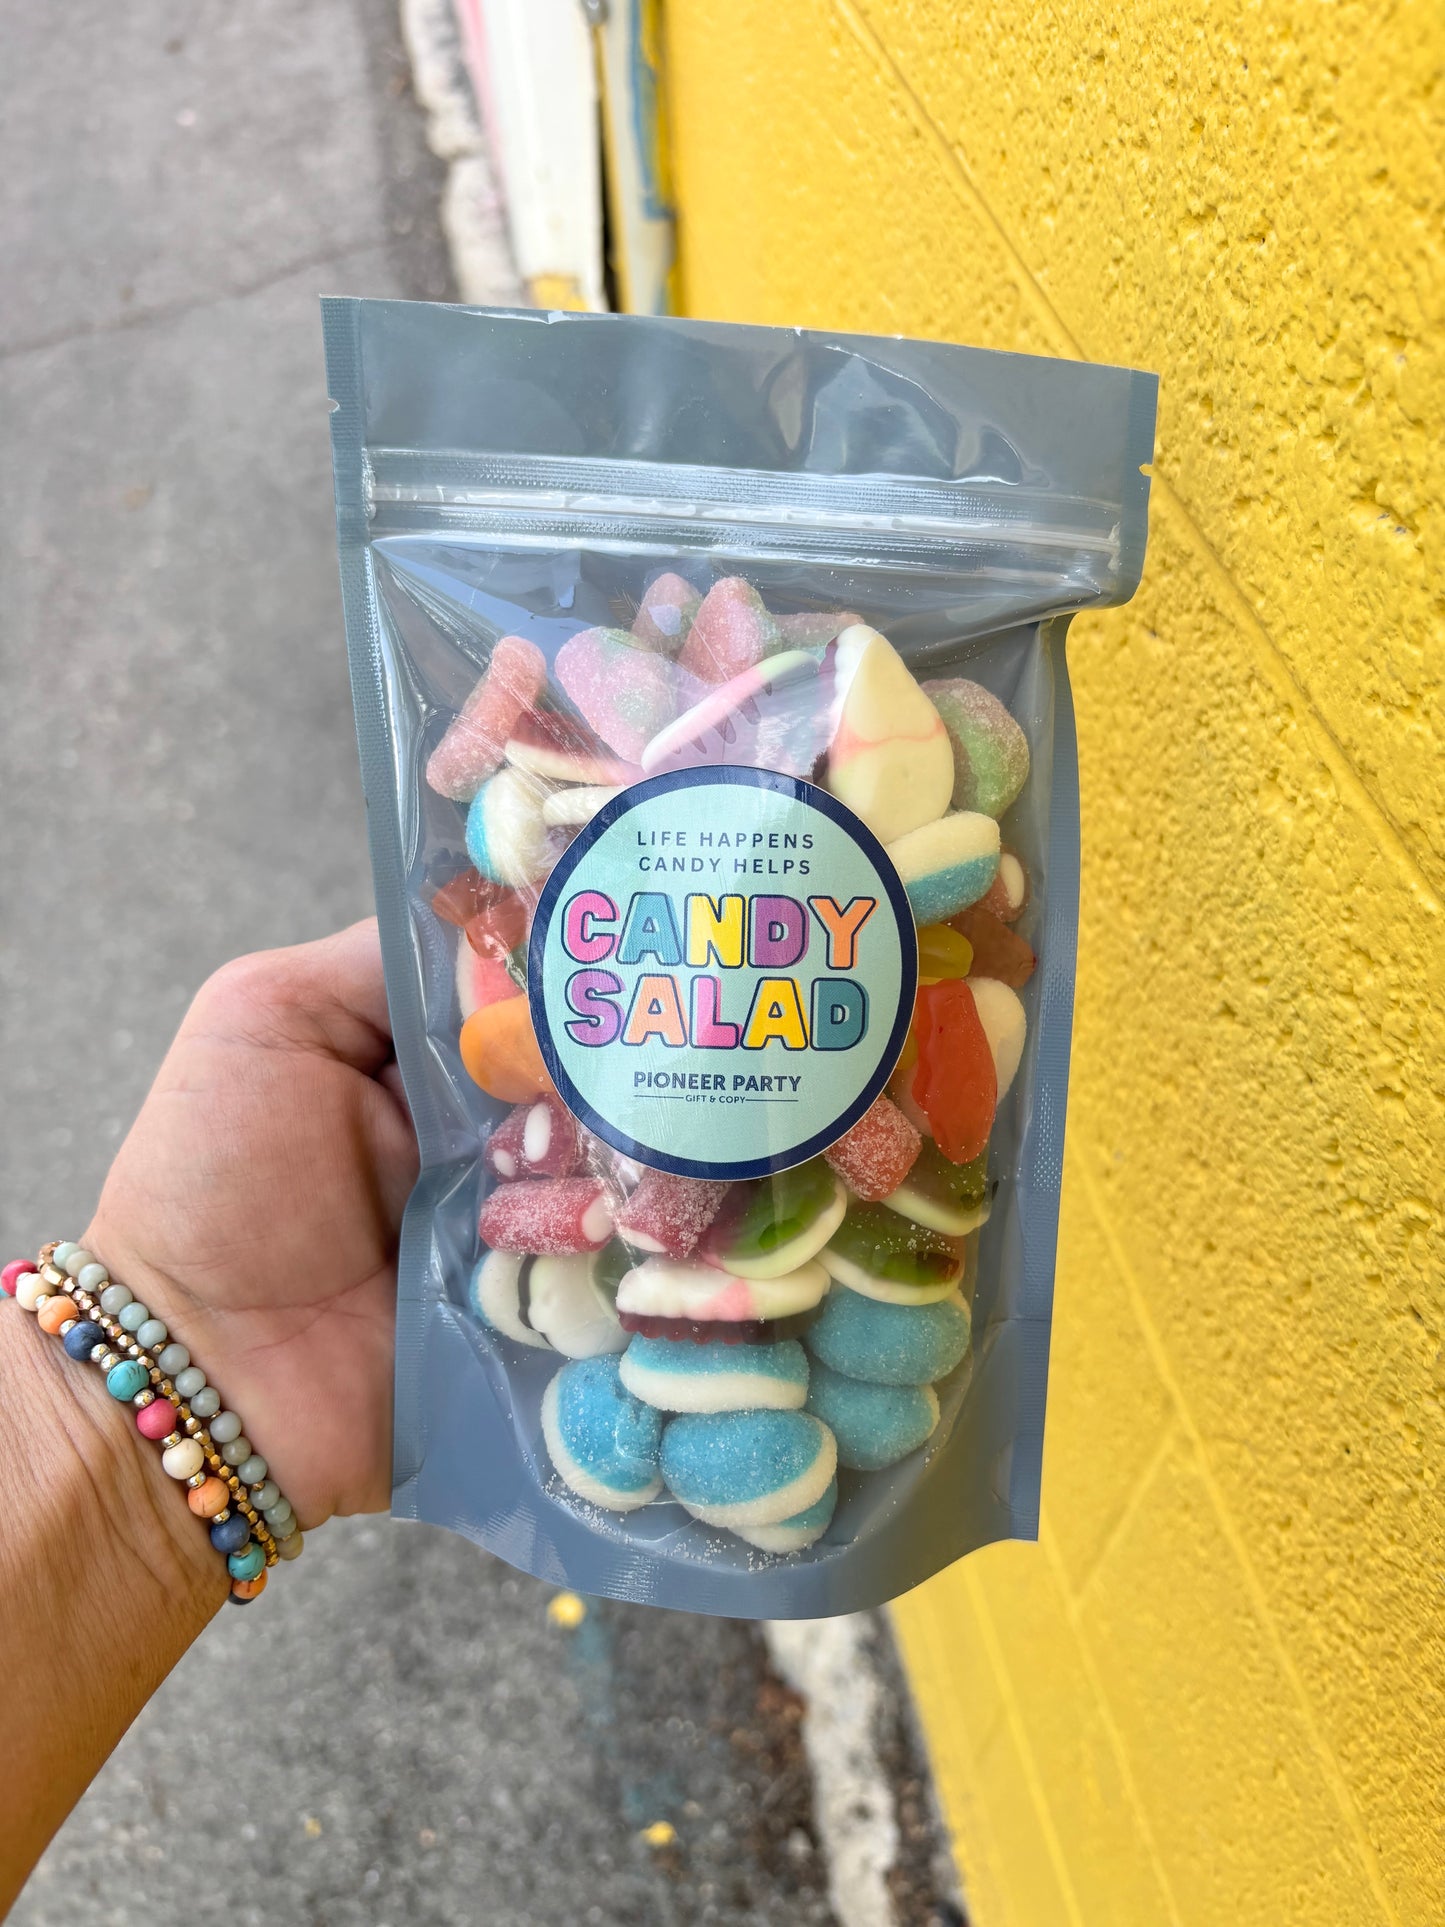 LIFE HAPPENS
CANDY HELPS
CANDY
SALAD
PIONEER PARTY
GIFT & COPY